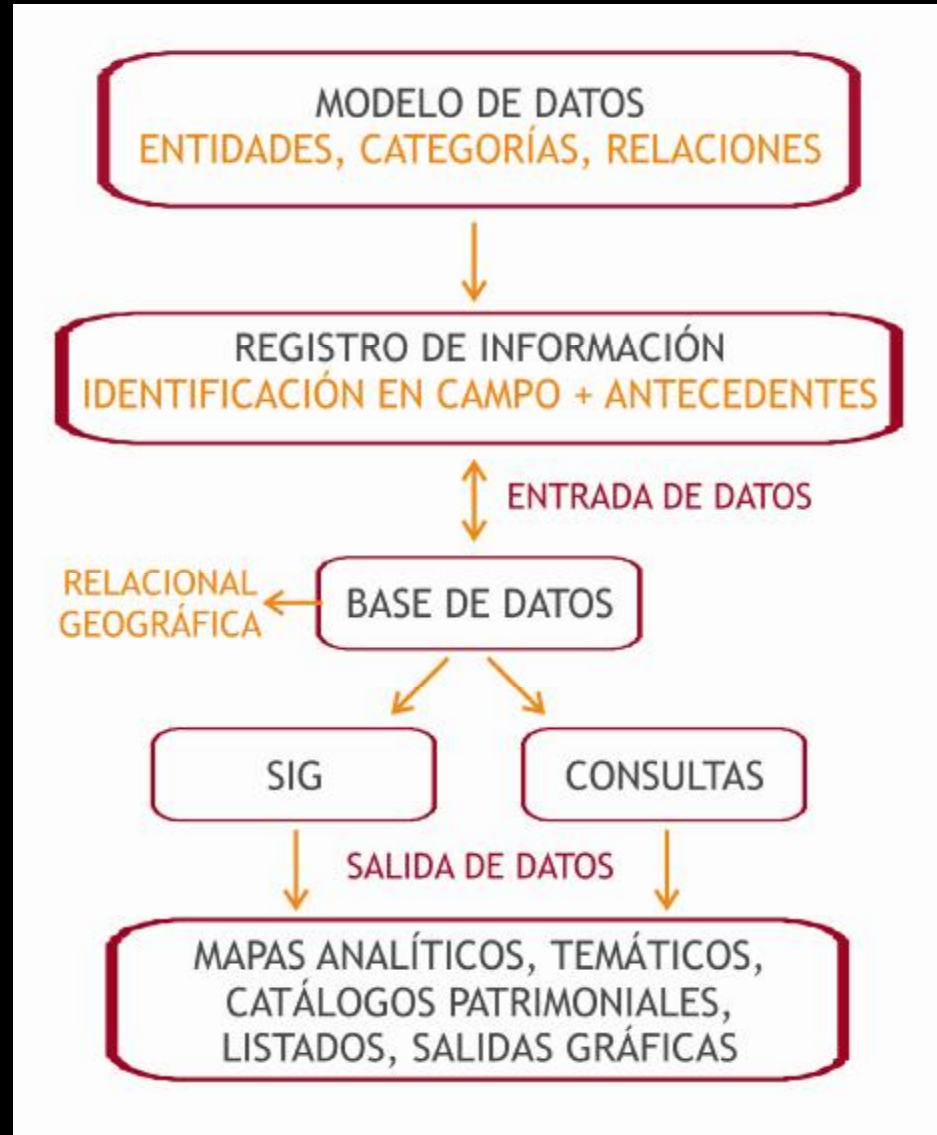 MODELO DE DATOS
ENTIDADES, CATEGORÍAS, RELACIONES
REGISTRO DE INFORMACIÓN
IDENTIFICACIÓN EN CAMPO + ANTECEDENTES
ENTRADA DE DATOS
RELACIONAL
GEOGRÁFICA
BASE DE DATOS
SIG
CONSULTAS
SALIDA DE DATOS
MAPAS ANALÍTICOS, TEMÁTICOS,
CATÁLOGOS PATRIMONIALES,
LISTADOS, SALIDAS GRÁFICAS